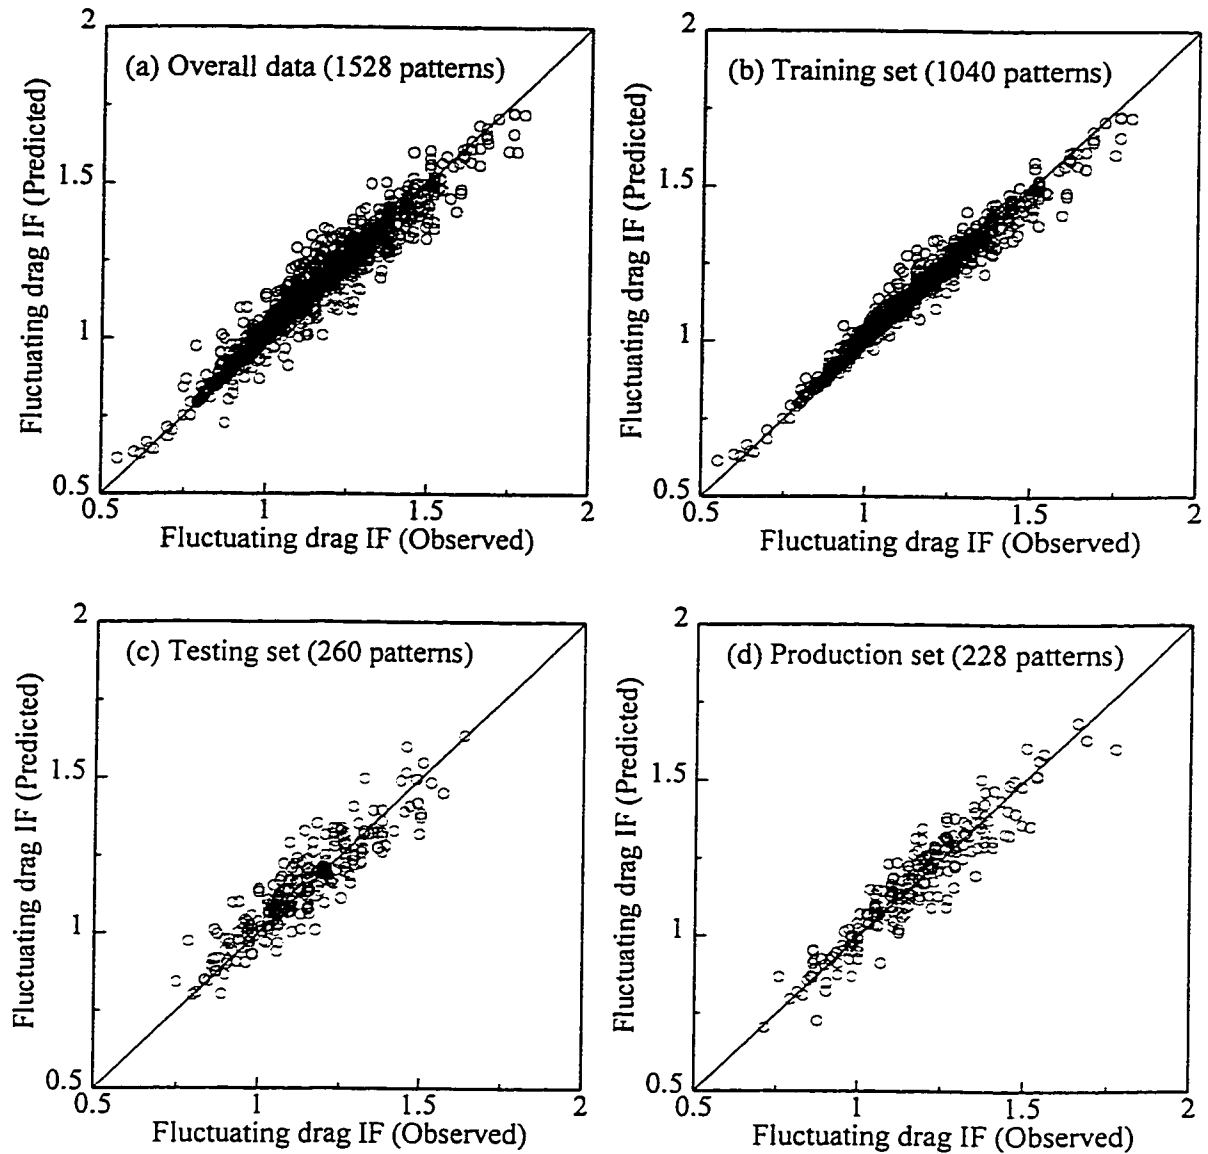 2
(a) Overall data (1528 patterns)
Fluctuating drag IF (Predicted)
1.5
1
0.5
0.5 1 1.5 2
Fluctuating drag IF (Observed)
2
(b) Training set (1040 patterns)
Fluctuating drag IF (Predicted)
1.5
1
0.5
0.5 1 1.5 2
Fluctuating drag IF (Observed)
2
(c) Testing set (260 patterns)
Fluctuating drag IF (Predicted)
1.5
1
0.5
0.5 1 1.5 2
Fluctuating drag IF (Observed)
2
(d) Production set (228 patterns)
Fluctuating drag IF (Predicted)
1.5
1
0.5
0.5 1 1.5 2
Fluctuating drag IF (Observed)